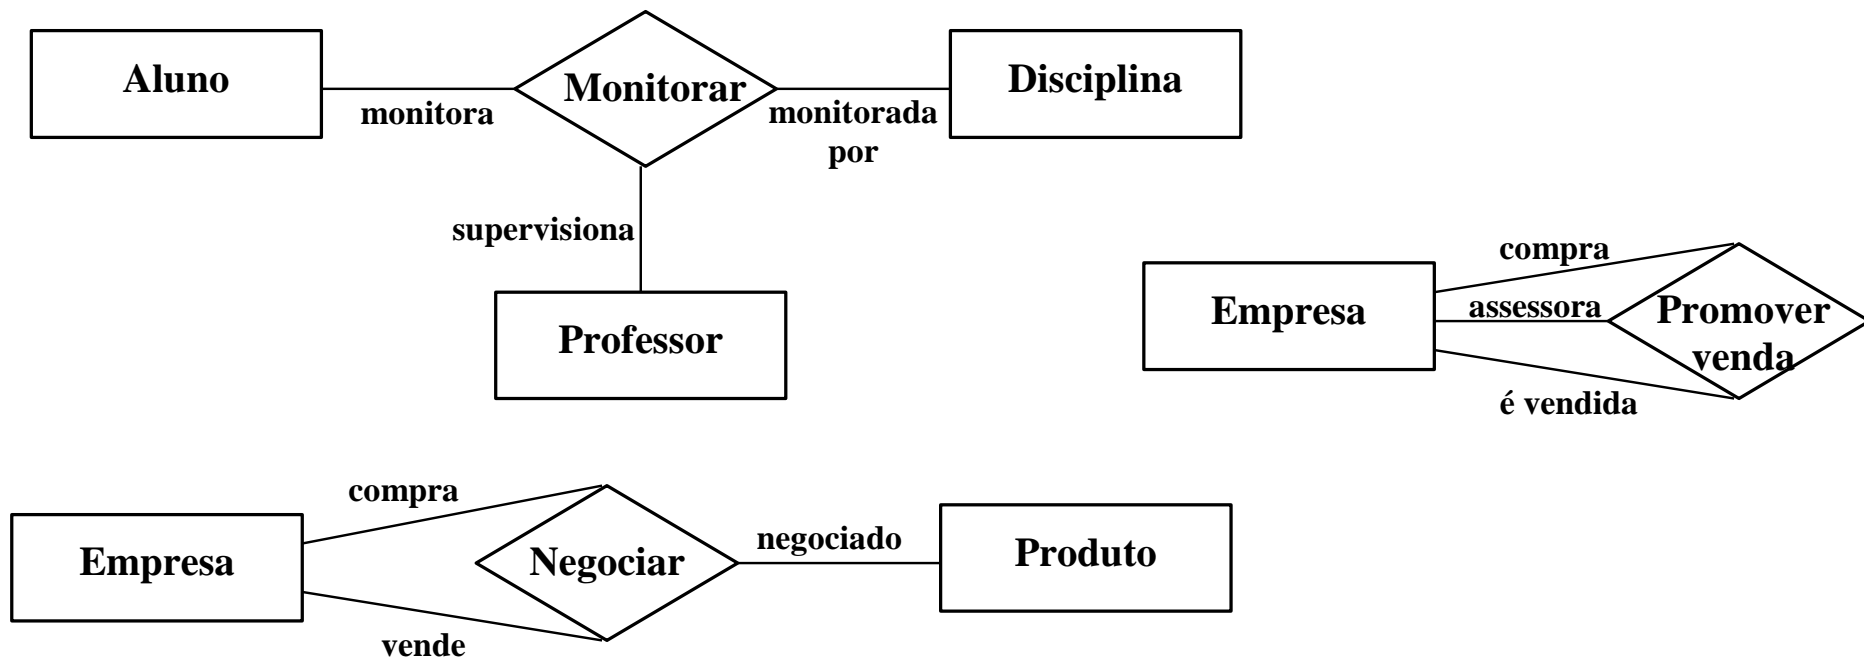 Aluno
monitora
Monitorar
monitorada
por
Disciplina
supervisiona
Professor
Empresa
compra
assessora
é vendida
Promover
venda
Empresa
compra
vende
Negociar
negociado
Produto